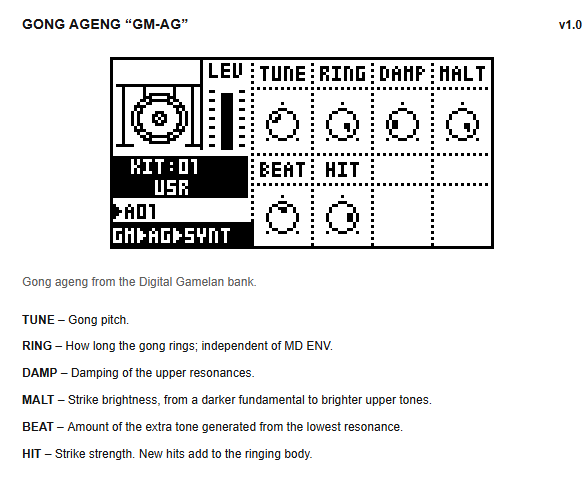 GONG AGENG “GM-AG” v1.0
LEV TUNE RING DAMP MALT
KIT:01 BEAT HIT
USR
A01
GM▸AG▸SYNT
Gong ageng from the Digital Gamelan bank.
TUNE – Gong pitch.
RING – How long the gong rings; independent of MD ENV.
DAMP – Damping of the upper resonances.
MALT – Strike brightness, from a darker fundamental to brighter upper tones.
BEAT – Amount of the extra tone generated from the lowest resonance.
HIT – Strike strength. New hits add to the ringing body.